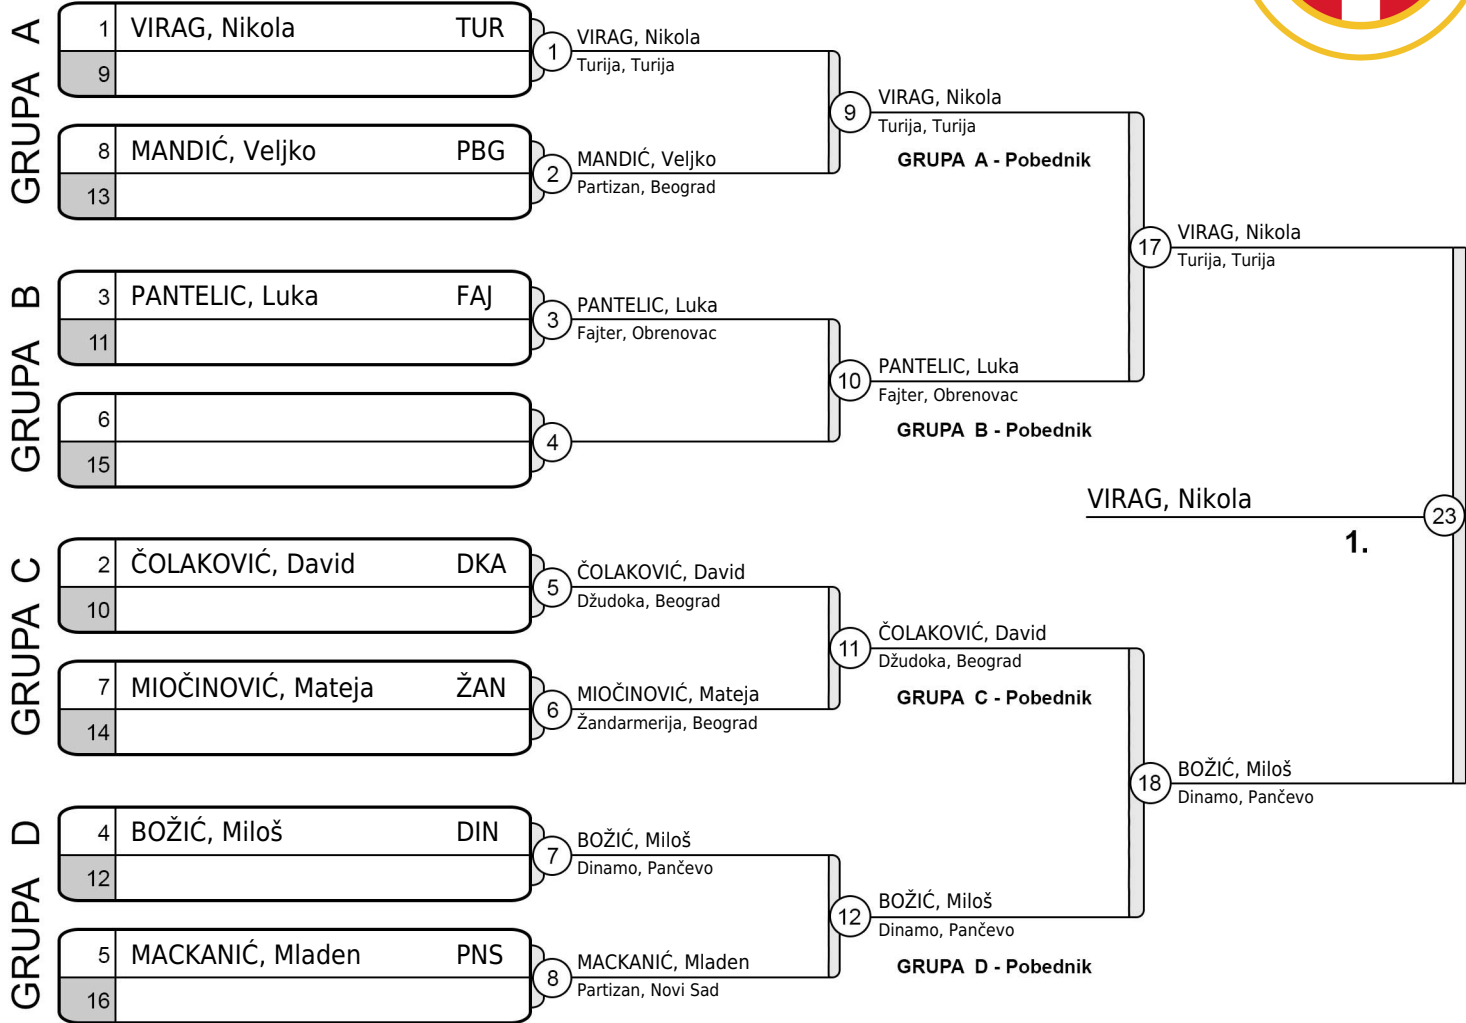 GRUPA A
1 VIRAG, Nikola TUR
9
8 MANDIĆ, Veljko PBG
13
1
VIRAG, Nikola
Turija, Turija
2
MANDIĆ, Veljko
Partizan, Beograd
9
VIRAG, Nikola
Turija, Turija
GRUPA A - Pobednik
GRUPA B
3 PANTELIC, Luka FAJ
11
6
15
3
PANTELIC, Luka
Fajter, Obrenovac
4
10
PANTELIC, Luka
Fajter, Obrenovac
GRUPA B - Pobednik
17
VIRAG, Nikola
Turija, Turija
GRUPA C
2 ČOLAKOVIĆ, David DKA
10
7 MIOČINOVIĆ, Mateja ŽAN
14
5
ČOLAKOVIĆ, David
Džudoka, Beograd
6
MIOČINOVIĆ, Mateja
Žandarmerija, Beograd
11
ČOLAKOVIĆ, David
Džudoka, Beograd
GRUPA C - Pobednik
GRUPA D
4 BOŽIĆ, Miloš DIN
12
5 MACKANIĆ, Mladen PNS
16
7
BOŽIĆ, Miloš
Dinamo, Pančevo
8
MACKANIĆ, Mladen
Partizan, Novi Sad
12
BOŽIĆ, Miloš
Dinamo, Pančevo
GRUPA D - Pobednik
18
BOŽIĆ, Miloš
Dinamo, Pančevo
VIRAG, Nikola
23
1.